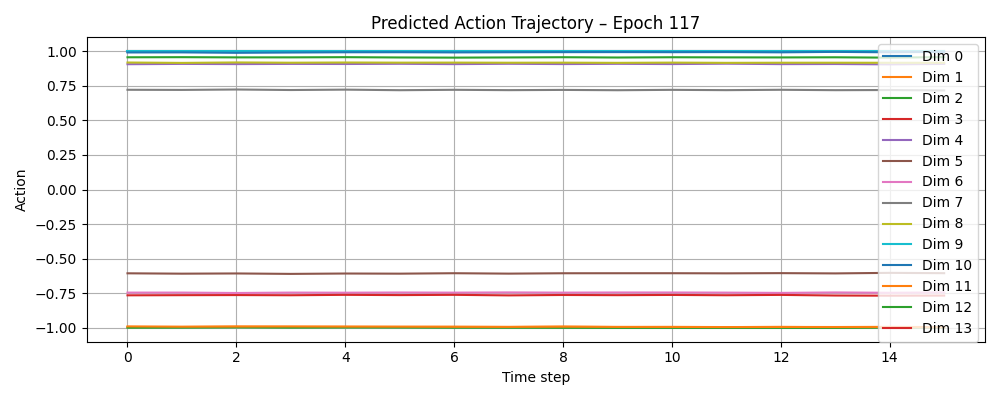 Predicted Action Trajectory – Epoch 117
Action
1.00
0.75
0.50
0.25
0.00
−0.25
−0.50
−0.75
−1.00
0
2
4
6
8
10
12
14
Time step
Dim 0
Dim 1
Dim 2
Dim 3
Dim 4
Dim 5
Dim 6
Dim 7
Dim 8
Dim 9
Dim 10
Dim 11
Dim 12
Dim 13